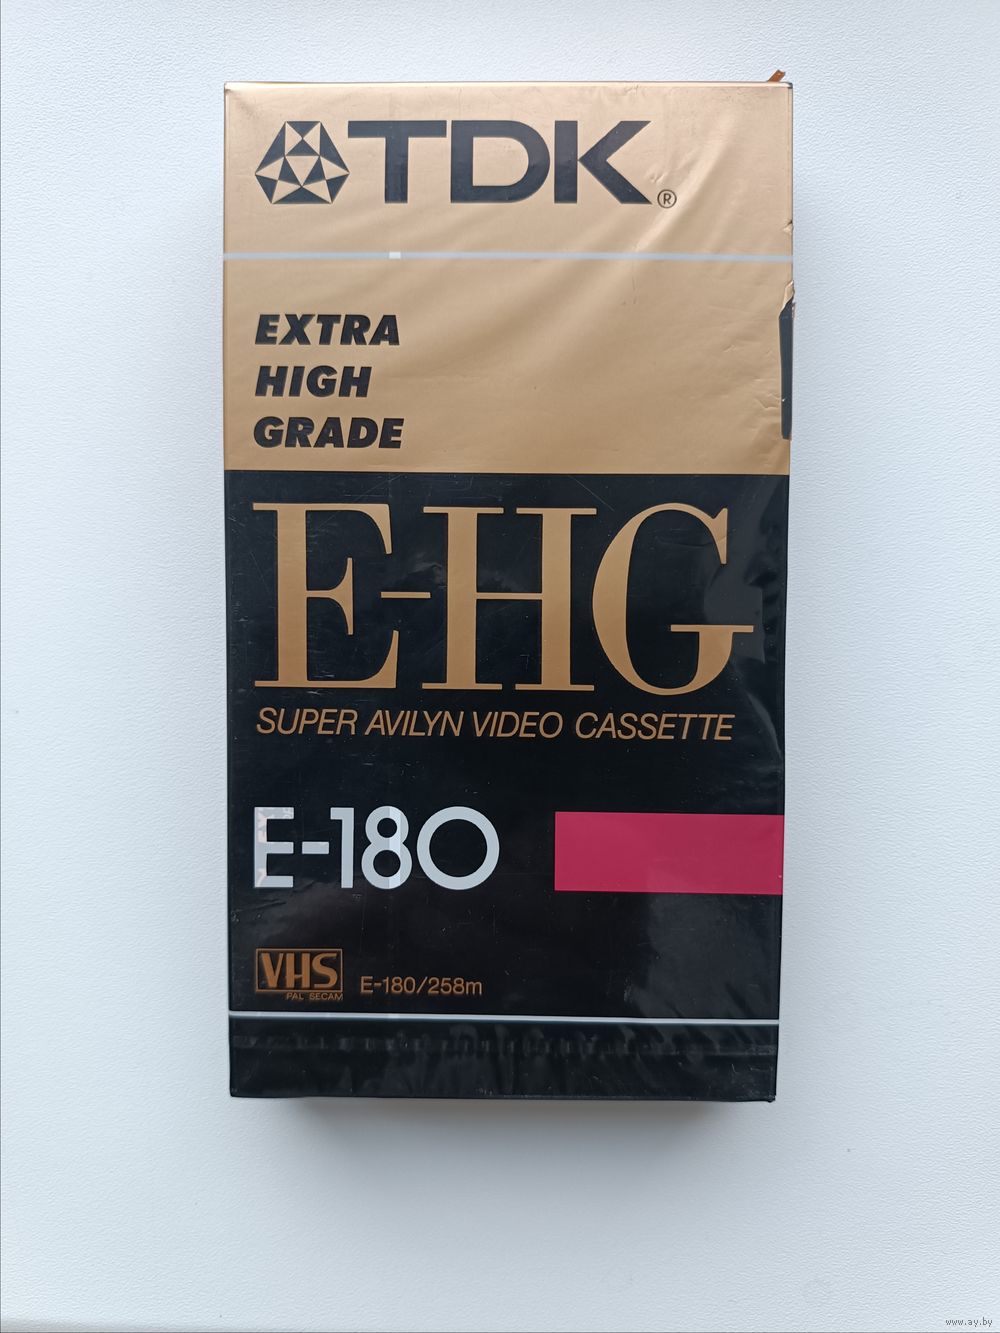 TDK®
EXTRA
HIGH
GRADE
E-HG
SUPER AVILYN VIDEO CASSETTE
E-180
VHS
PAL SECAM
E-180/258m
www.ay.by